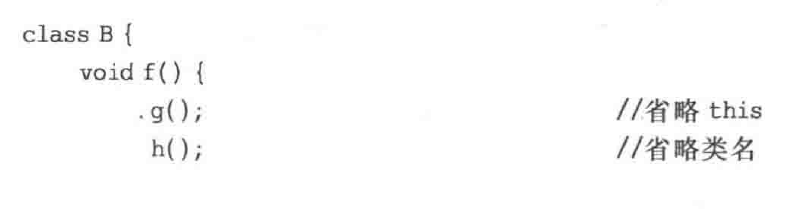 class B {
void f() {
.g(); //省略 this
h(); //省略类名